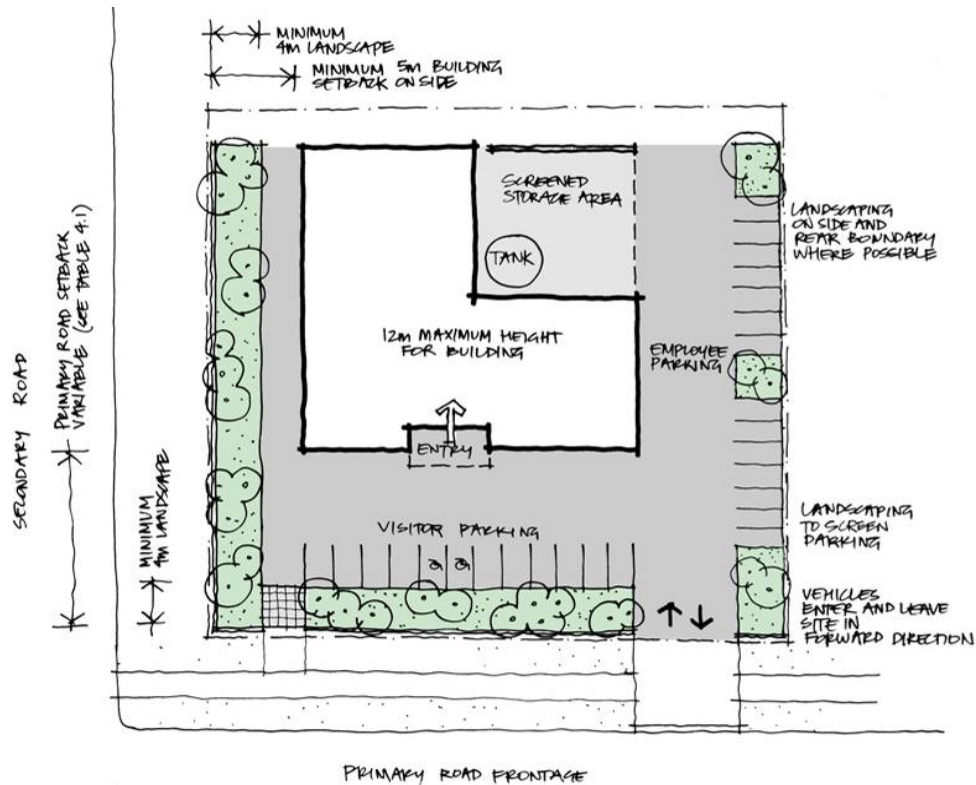 MINIMUM
4M LANDSCAPE
MINIMUM 5M BUILDING
SETBACK ON SIDE
SCREENED
STORAGE AREA
TANK
LANDSCAPING
ON SIDE AND
REAR BOUNDARY
WHERE POSSIBLE
PRIMARY ROAD SETBACK
VARIABLE (SEE TABLE 4.1)
SECONDARY ROAD
12M MAXIMUM HEIGHT
FOR BUILDING
EMPLOYEE
PARKING
ENTRY
MINIMUM
4M LANDSCAPE
VISITOR PARKING
LANDSCAPING
TO SCREEN
PARKING
VEHICLES
ENTER AND LEAVE
SITE IN
FORWARD DIRECTION
PRIMARY ROAD FRONTAGE